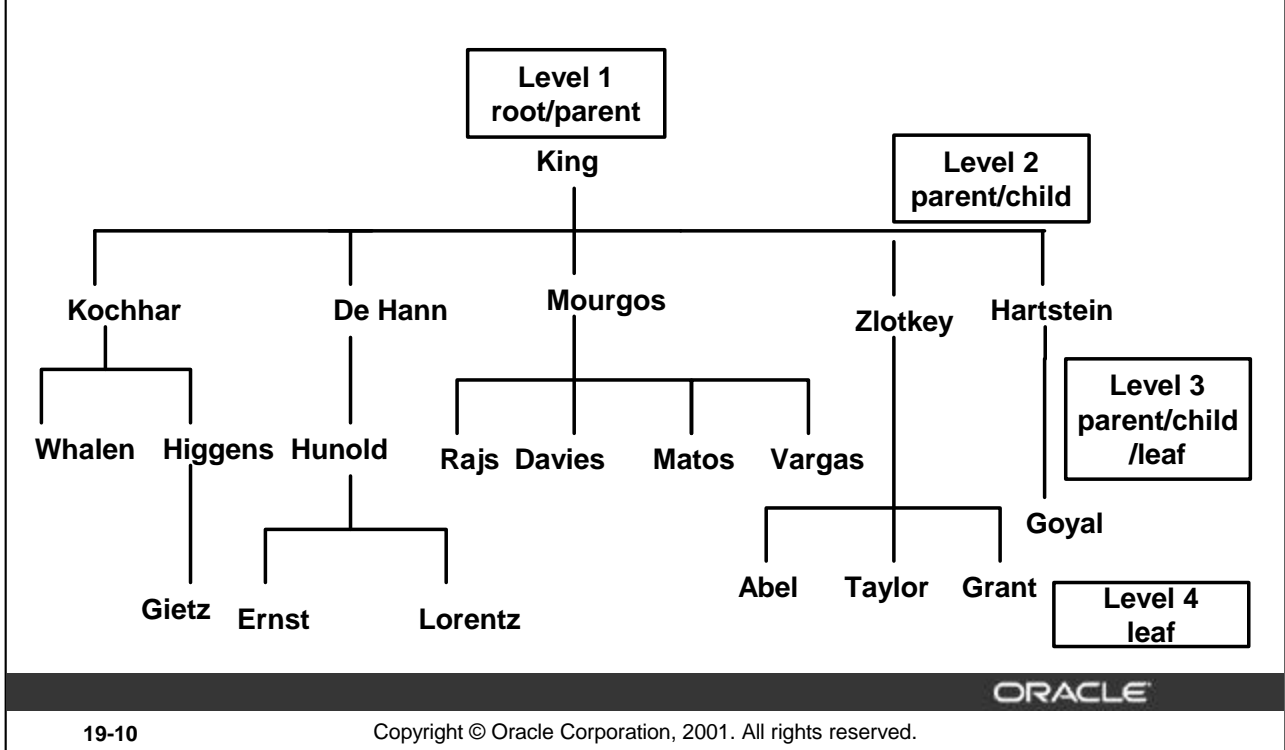 Level 1
root/parent
King
Level 2
parent/child
Kochhar
De Hann
Mourgos
Zlotkey
Hartstein
Level 3
parent/child
/leaf
Whalen
Higgens
Hunold
Rajs
Davies
Matos
Vargas
Goyal
Gietz
Ernst
Lorentz
Abel
Taylor
Grant
Level 4
leaf
ORACLE
19-10
Copyright © Oracle Corporation, 2001. All rights reserved.